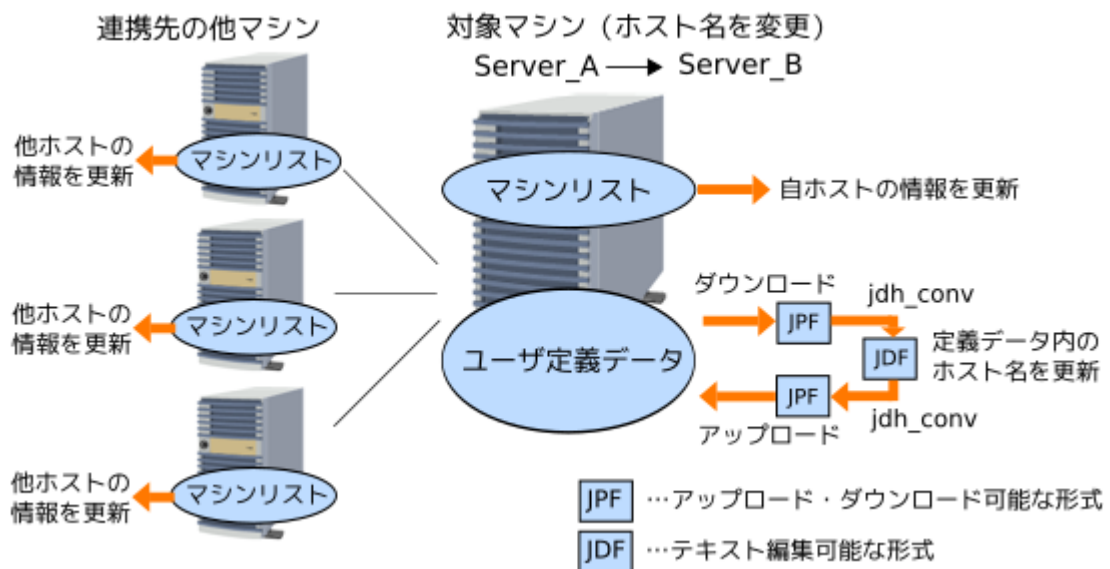 連携先の他マシン
対象マシン（ホスト名を変更）
Server_A
Server_B
他ホストの
情報を更新
マシンリスト
マシンリスト
自ホストの情報を更新
他ホストの
情報を更新
マシンリスト
ユーザ定義データ
ダウンロード
jdh_conv
JPF
JDF
定義データ内の
ホスト名を更新
JPF
アップロード
jdh_conv
他ホストの
情報を更新
マシンリスト
JPF …アップロード・ダウンロード可能な形式
JDF …テキスト編集可能な形式